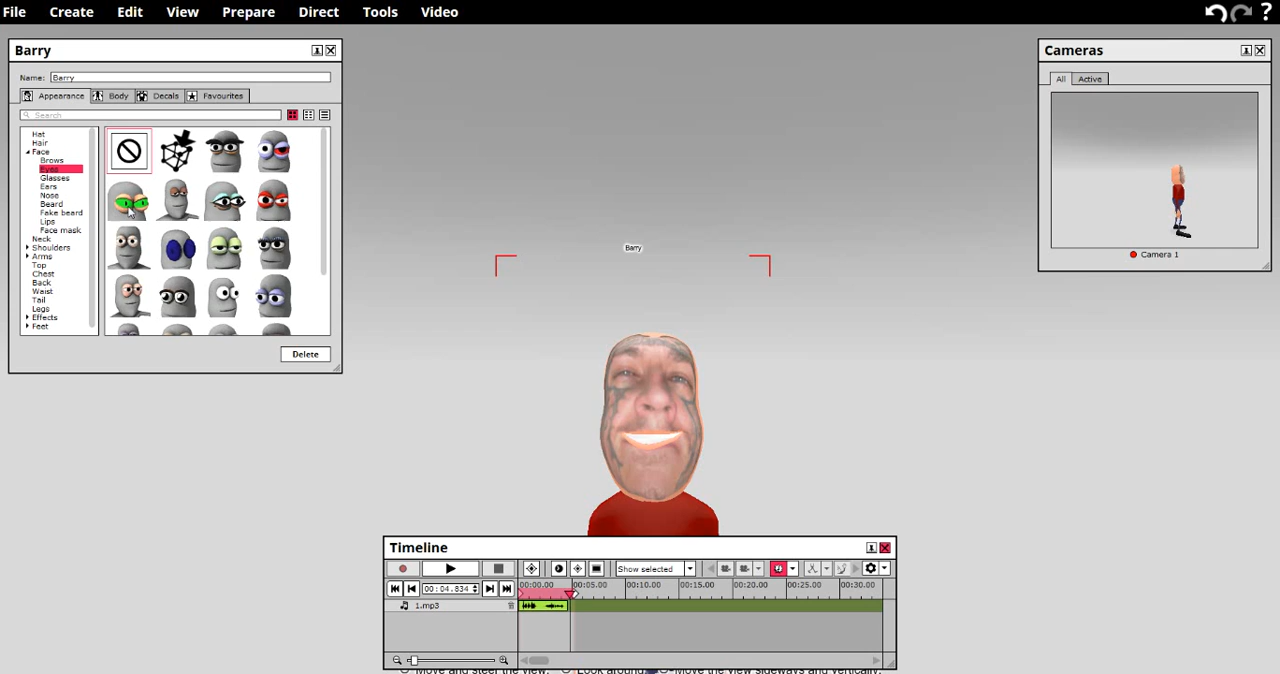 File Create Edit View Prepare Direct Tools Video ?
Barry
Name: Barry
Appearance Body Decals Favourites
Search
Hat
Hair
Face
Brows
Eyes
Glasses
Ears
Nose
Beard
Fake beard
Lips
Face mask
Neck
Shoulders
Arms
Top
Chest
Back
Waist
Tail
Legs
Effects
Feet
Delete
Barry
Cameras
All Active
Camera 1
Timeline
Show selected
00:04.834 00:00.00 00:05.00 00:10.00 00:15.00 00:20.00 00:25.00 00:30.00
1.mp3
=Move and steer the view. =Look around. =Move the view sideways and vertically.